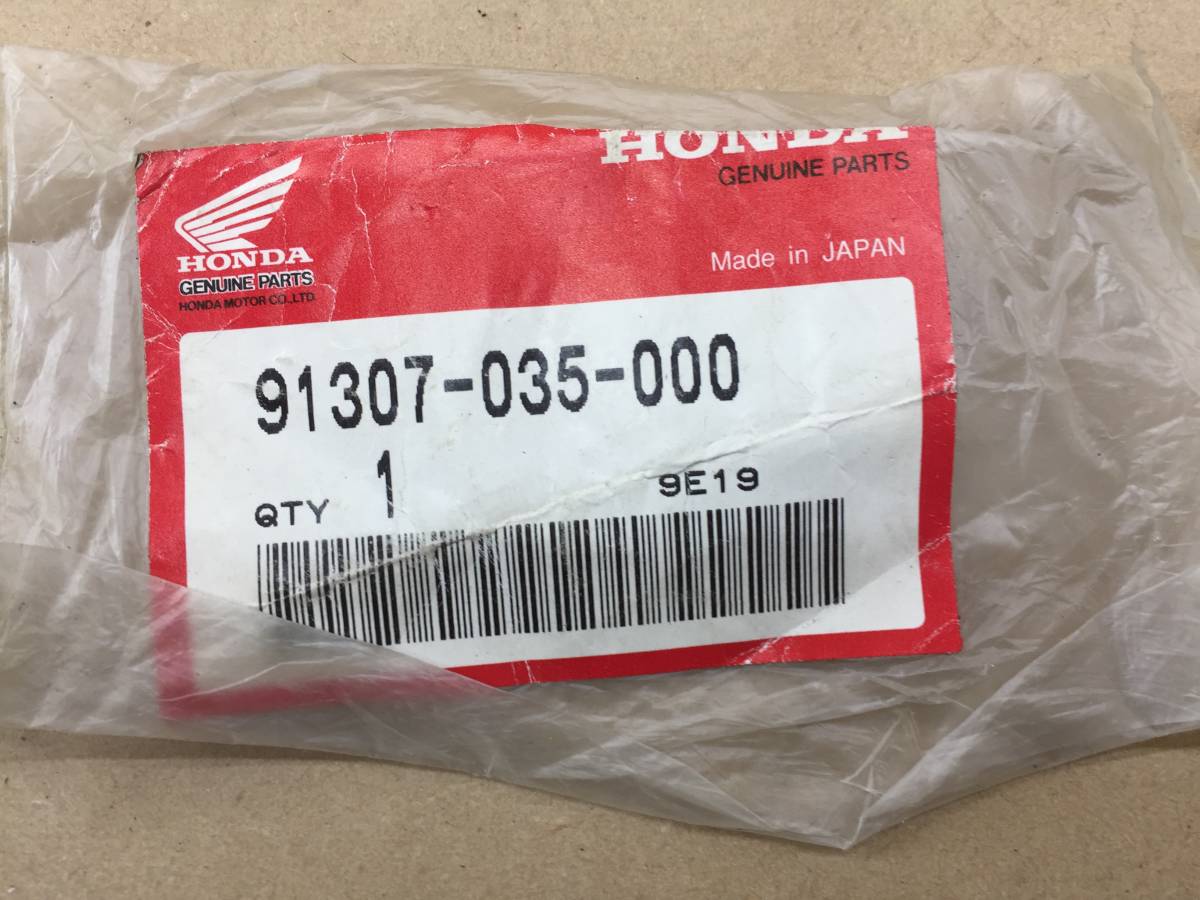 HONDA
GENUINE PARTS
HONDA
GENUINE PARTS
HONDA MOTOR CO.,LTD.
Made in JAPAN
91307-035-000
QTY 1 9E19